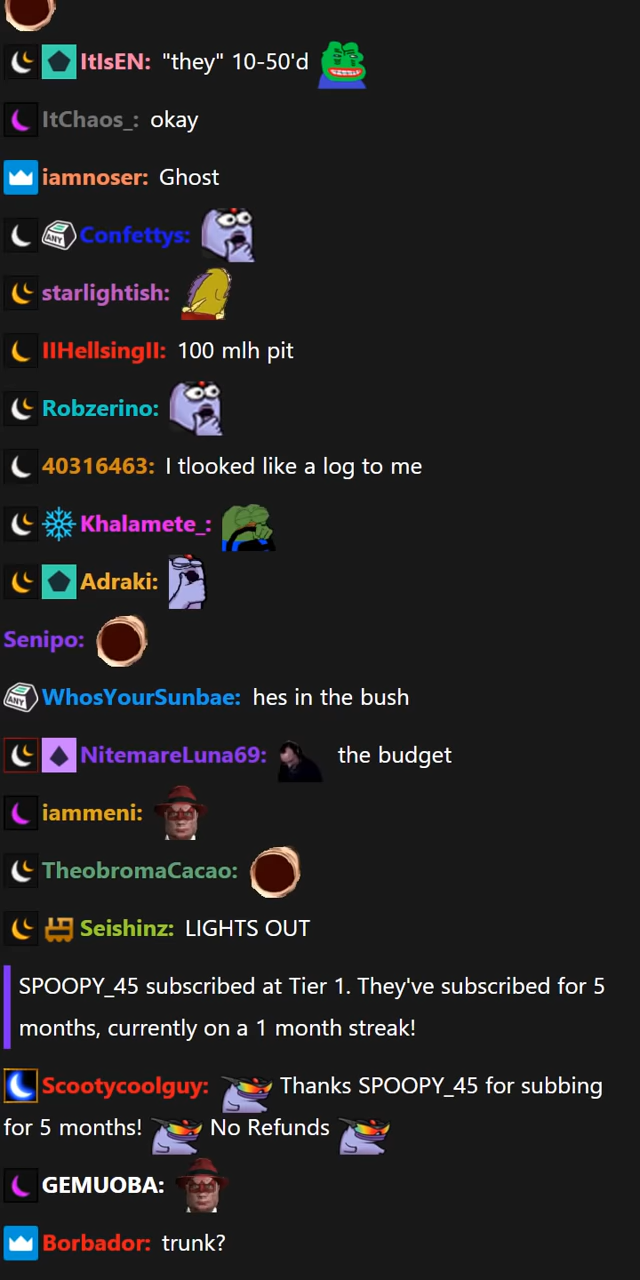 ItIsEN: "they" 10-50'd
ItChaos_: okay
iamnoser: Ghost
ANY Confettys:
starlightish:
IIHellsingII: 100 mlh pit
Robzerino:
40316463: I tlooked like a log to me
Khalamete_:
Adraki:
Senipo:
ANY WhosYourSunbae: hes in the bush
NitemareLuna69: the budget
iammeni:
TheobromaCacao:
Seishinz: LIGHTS OUT
SPOOPY_45 subscribed at Tier 1. They've subscribed for 5
months, currently on a 1 month streak!
Scootycoolguy: Thanks SPOOPY_45 for subbing
for 5 months! No Refunds
GEMUOBA:
Borbador: trunk?